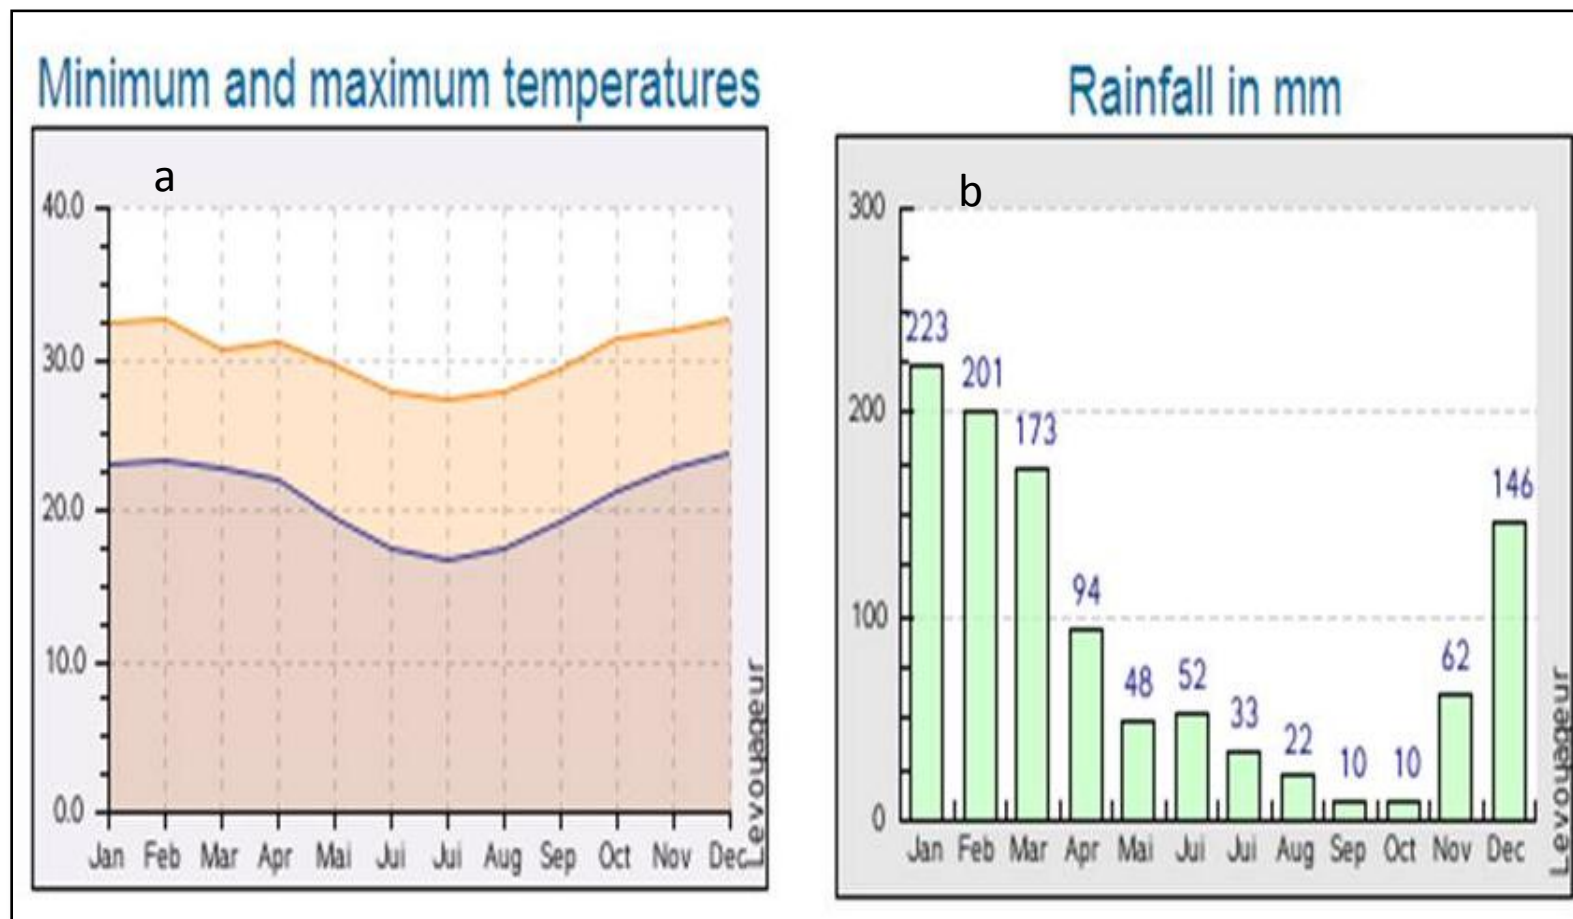 Minimum and maximum temperatures
a
40.0
30.0
20.0
10.0
0.0
Jan Feb Mar Apr Mai Jui Jui Aug Sep Oct Nov Dec
Levoyageur
Rainfall in mm
b
300
200
100
0
223
201
173
94
48
52
33
22
10
10
62
146
Jan Feb Mar Apr Mai Jui Jui Aug Sep Oct Nov Dec
Levoyageur